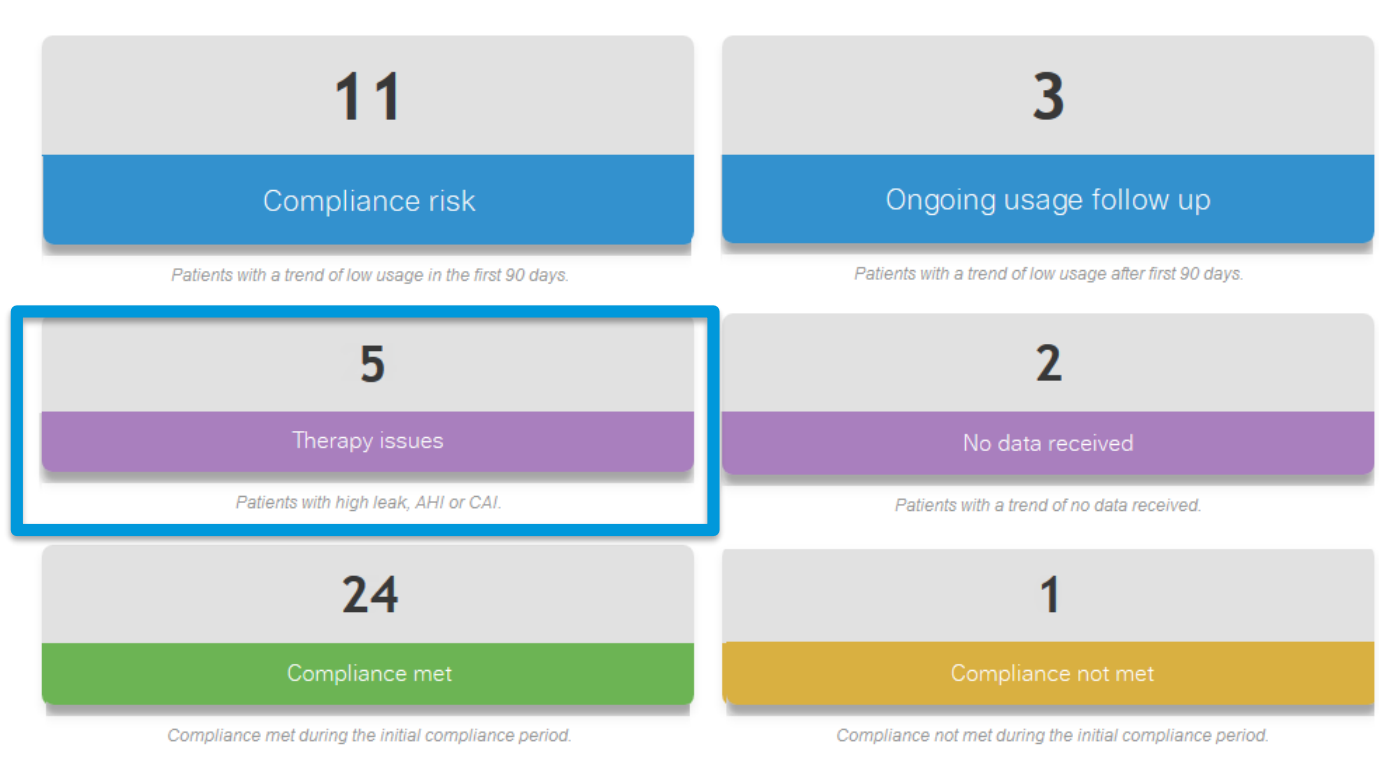 11
Compliance risk
Patients with a trend of low usage in the first 90 days.
3
Ongoing usage follow up
Patients with a trend of low usage after first 90 days.
5
Therapy issues
Patients with high leak, AHI or CAI.
2
No data received
Patients with a trend of no data received.
24
Compliance met
Compliance met during the initial compliance period.
1
Compliance not met
Compliance not met during the initial compliance period.